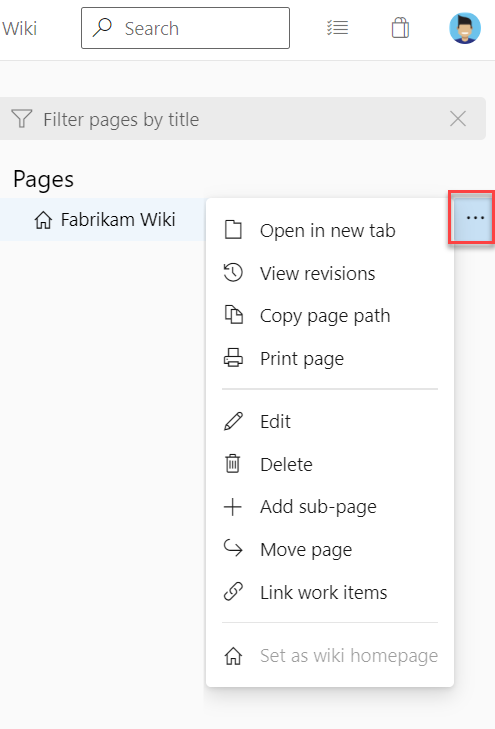 Wiki
Search
Filter pages by title
Pages
Fabrikam Wiki
Open in new tab
View revisions
Copy page path
Print page
Edit
Delete
Add sub-page
Move page
Link work items
Set as wiki homepage